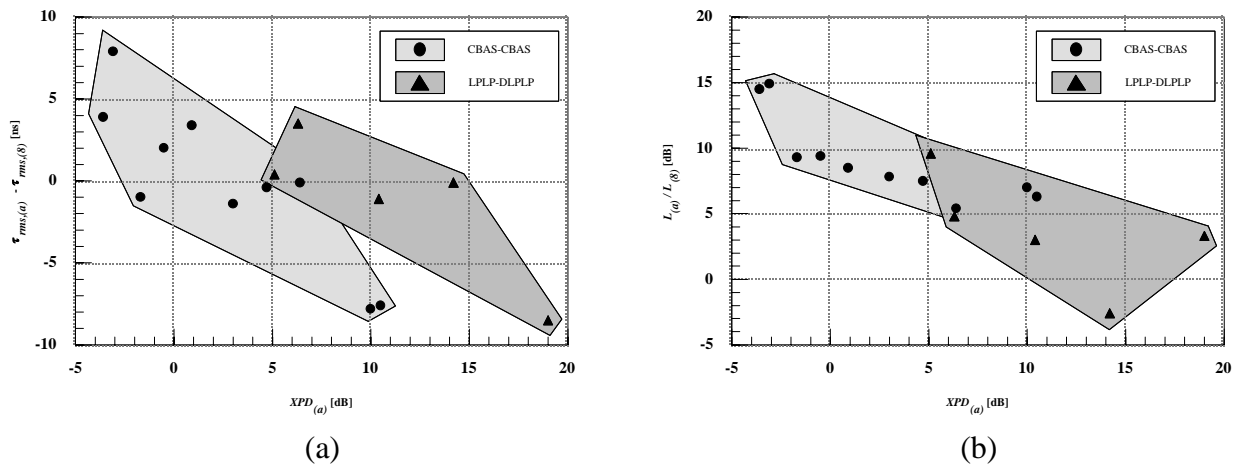 10
5
0
-5
-10
τ rms,(a) - τ rms,(8) [ns]
CBAS-CBAS
LPLP-DLPLP
-5 0 5 10 15 20
XPD(a) [dB]
(a)
20
15
10
5
0
-5
L(a) / L(8) [dB]
CBAS-CBAS
LPLP-DLPLP
-5 0 5 10 15 20
XPD(a) [dB]
(b)